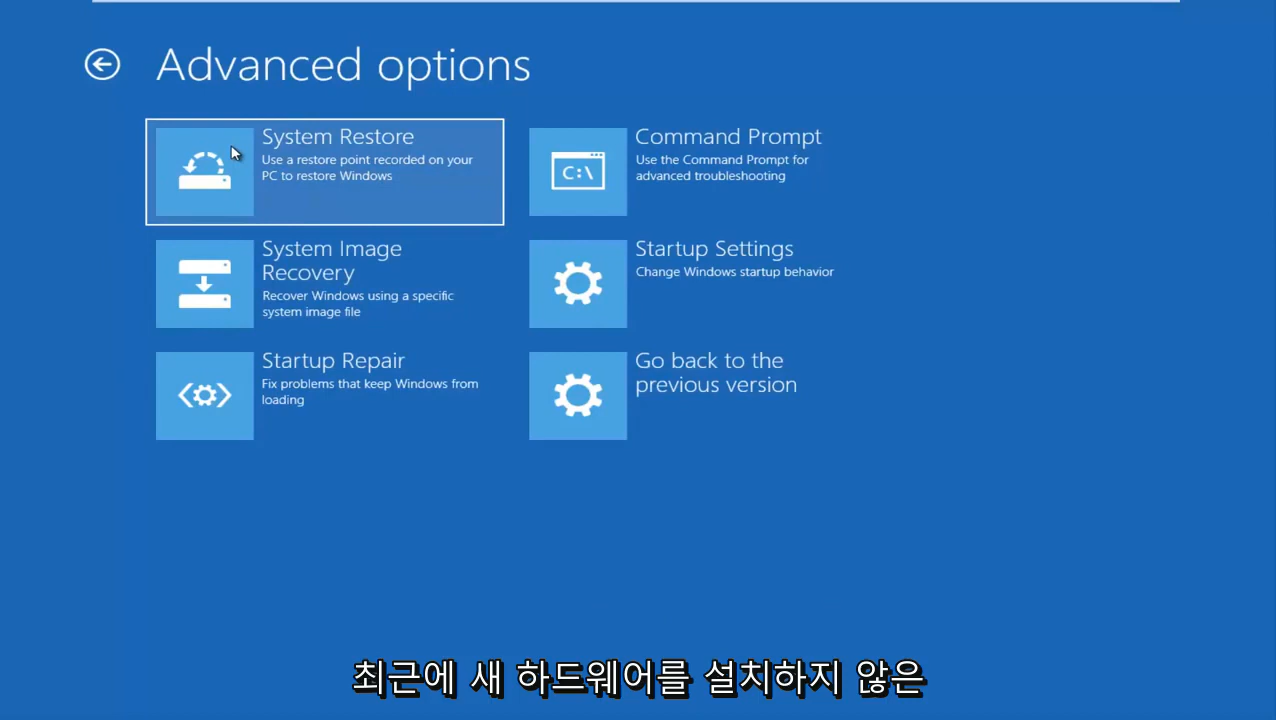 Advanced options
System Restore
Use a restore point recorded on your
PC to restore Windows
Command Prompt
Use the Command Prompt for
advanced troubleshooting
C:\
System Image
Recovery
Recover Windows using a specific
system image file
Startup Settings
Change Windows startup behavior
Startup Repair
Fix problems that keep Windows from
loading
Go back to the
previous version
최근에 새 하드웨어를 설치하지 않은